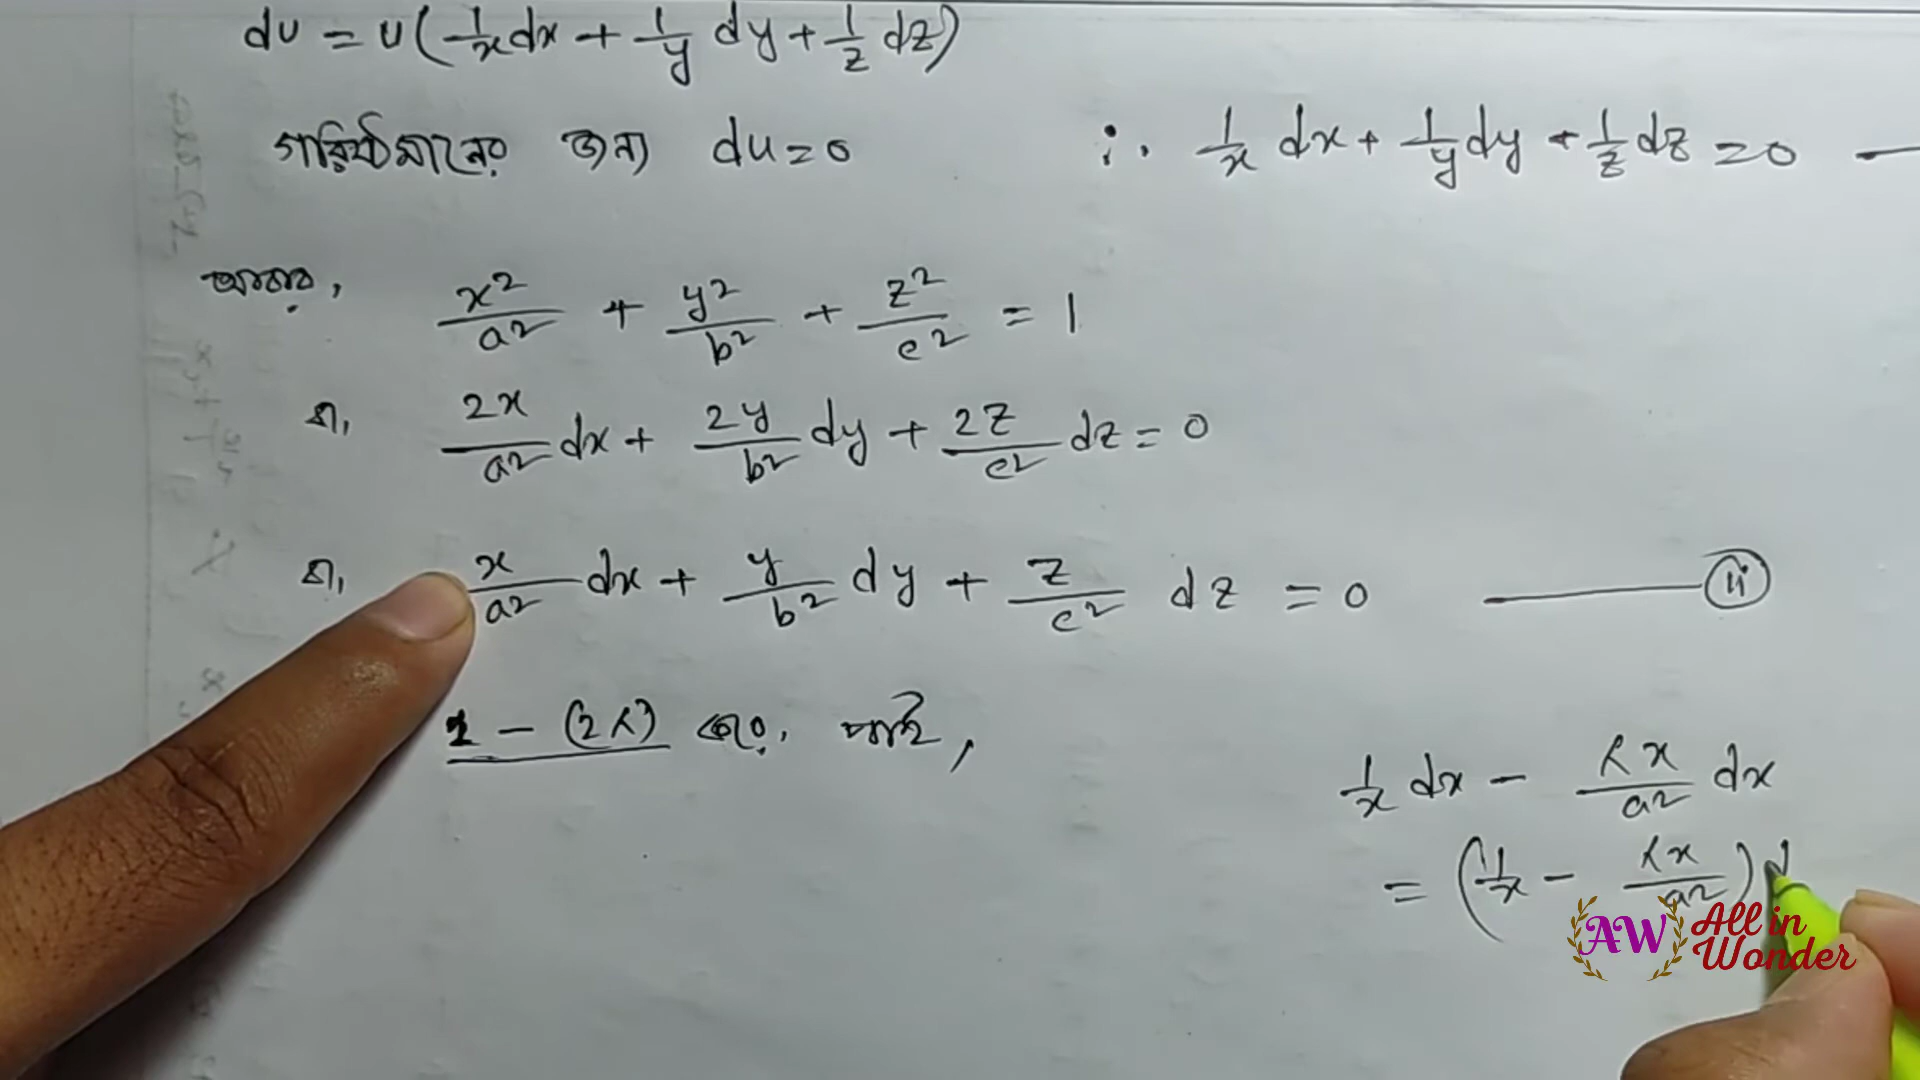 du = u(1/x dx + 1/y dy + 1/z dz)
গরিষ্ঠমানের জন্য du = 0 ∴ 1/x dx + 1/y dy + 1/z dz = 0 —
আবার, x²/a² + y²/b² + z²/c² = 1
বা, 2x/a² dx + 2y/b² dy + 2z/c² dz = 0
বা, x/a² dx + y/b² dy + z/c² dz = 0 — (ii)
1 - (2λ) করে পাই,
1/x dx - λx/a² dx
= (1/x - λx/a²) d
AW All in Wonder